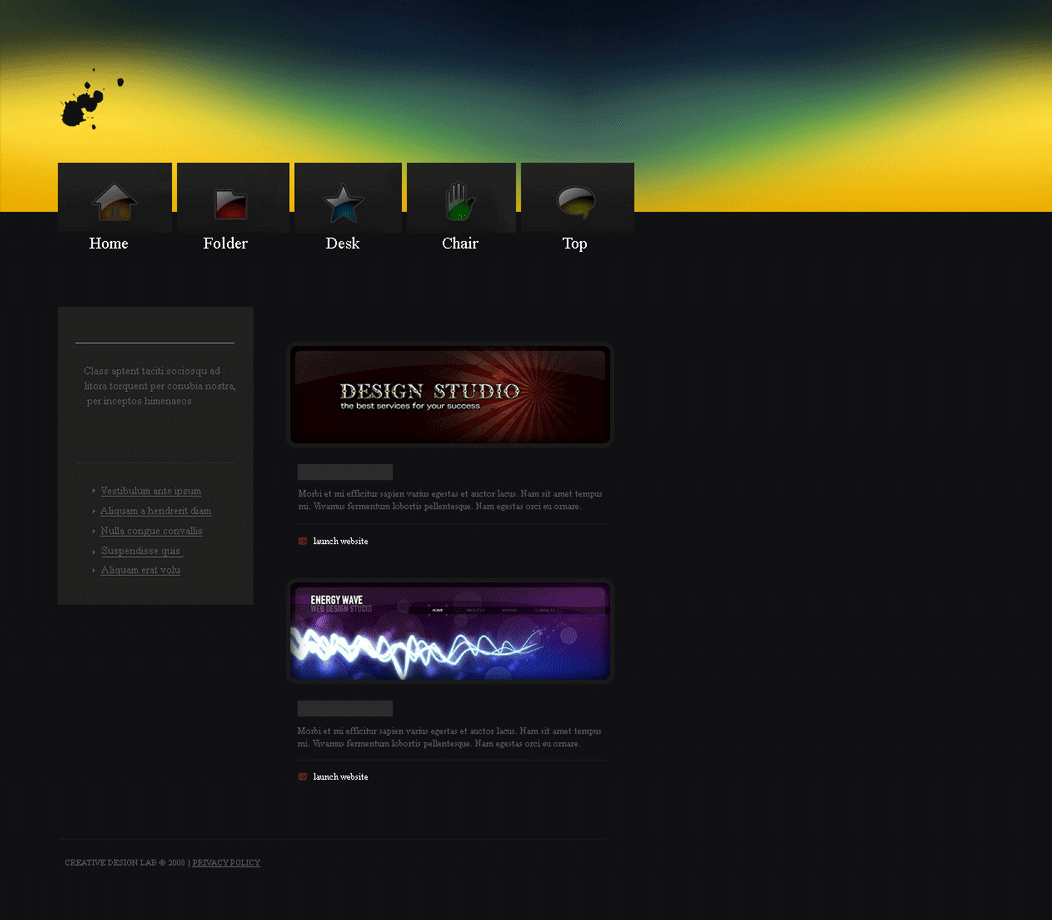 Home
Folder
Desk
Chair
Top
Class aptent taciti sociosqu ad
litora torquent per conubia nostra,
per inceptos himenaeos
Vestibulum ante ipsum
Aliquam a hendrerit diam
Nulla congue convallis
Suspendisse quis
Aliquam erat volu
DESIGN STUDIO
the best services for your success
Morbi et mi efficitur sapien varius egestas et auctor lacus. Nam sit amet tempus
mi. Vivamus fermentum lobortis pellentesque. Nam egestas orci eu ornare.
launch website
ENERGY WAVE
WEB DESIGN STUDIO
HOME
Morbi et mi efficitur sapien varius egestas et auctor lacus. Nam sit amet tempus
mi. Vivamus fermentum lobortis pellentesque. Nam egestas orci eu ornare.
launch website
CREATIVE DESIGN LAB © 2008 | PRIVACY POLICY